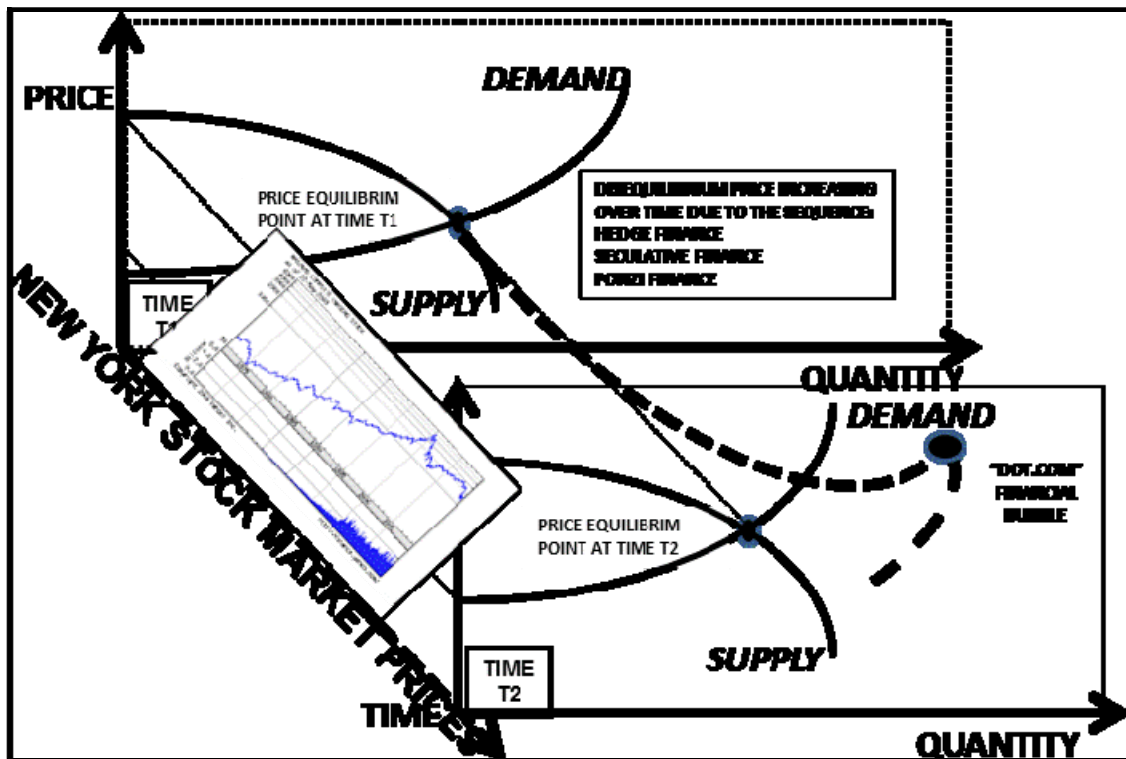 DEMAND
PRICE
PRICE EQUILIBRIM
POINT AT TIME T1
DISEQUILIBRIUM PRICE INCREASING
OVER TIME DUE TO THE SEQUENCE:
HEDGE FINANCE
SECULATIVE FINANCE
PONZI FINANCE
SUPPLY
TIME
T1
NEW YORK STOCK MARKET PRICES
QUANTITY
DEMAND
"DOT.COM"
FINANCIAL
BUBBLE
PRICE EQUILIBRIM
POINT AT TIME T2
SUPPLY
TIME
T2
TIME
QUANTITY